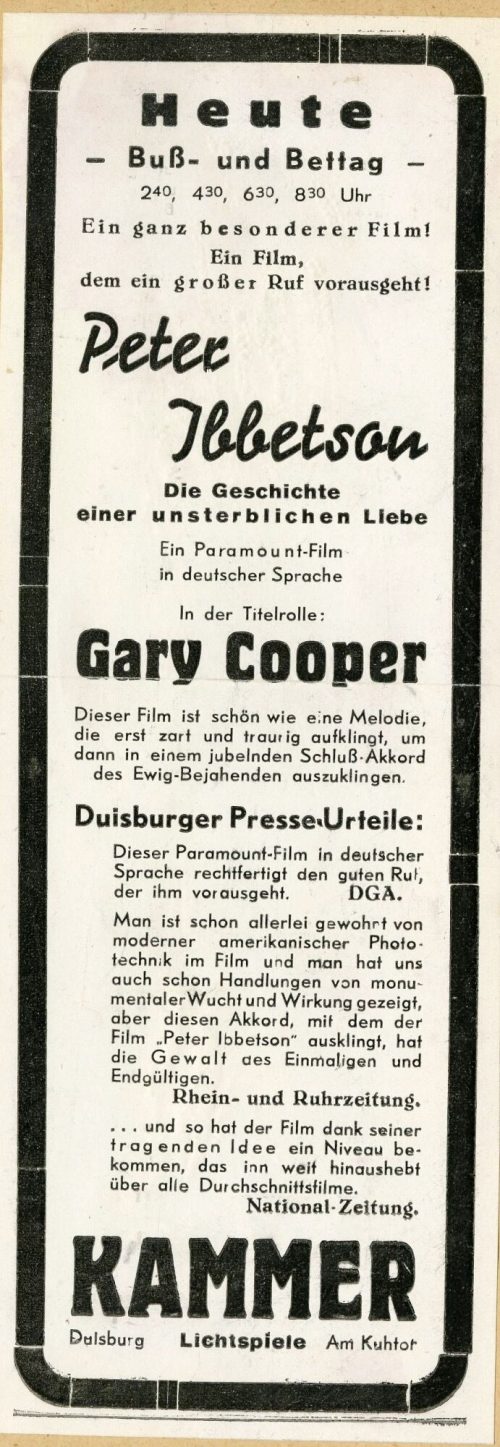 Heute
– Buß- und Bettag –
2⁴⁰, 4³⁰, 6³⁰, 8³⁰ Uhr
Ein ganz besonderer Film!
Ein Film,
dem ein großer Ruf vorausgeht!
Peter
Ibbetson
Die Geschichte
einer unsterblichen Liebe
Ein Paramount-Film
in deutscher Sprache
In der Titelrolle:
Gary Cooper
Dieser Film ist schön wie eine Melodie,
die erst zart und traurig aufklingt, um
dann in einem jubelnden Schluß-Akkord
des Ewig-Bejahenden auszuklingen.
Duisburger Presse-Urteile:
Dieser Paramount-Film in deutscher
Sprache rechtfertigt den guten Ruf,
der ihm vorausgeht. DGA.
Man ist schon allerlei gewohnt von
moderner amerikanischer Photo-
technik im Film und man hat uns
auch schon Handlungen von monu-
mentaler Wucht und Wirkung gezeigt,
aber diesen Akkord, mit dem der
Film „Peter Ibbetson" ausklingt, hat
die Gewalt des Einmaligen und
Endgültigen.
Rhein- und Ruhrzeitung.
... und so hat der Film dank seiner
tragenden Idee ein Niveau be-
kommen, das ihn weit hinaushebt
über alle Durchschnittsfilme.
National-Zeitung.
KAMMER
Duisburg Lichtspiele Am Kuhtor